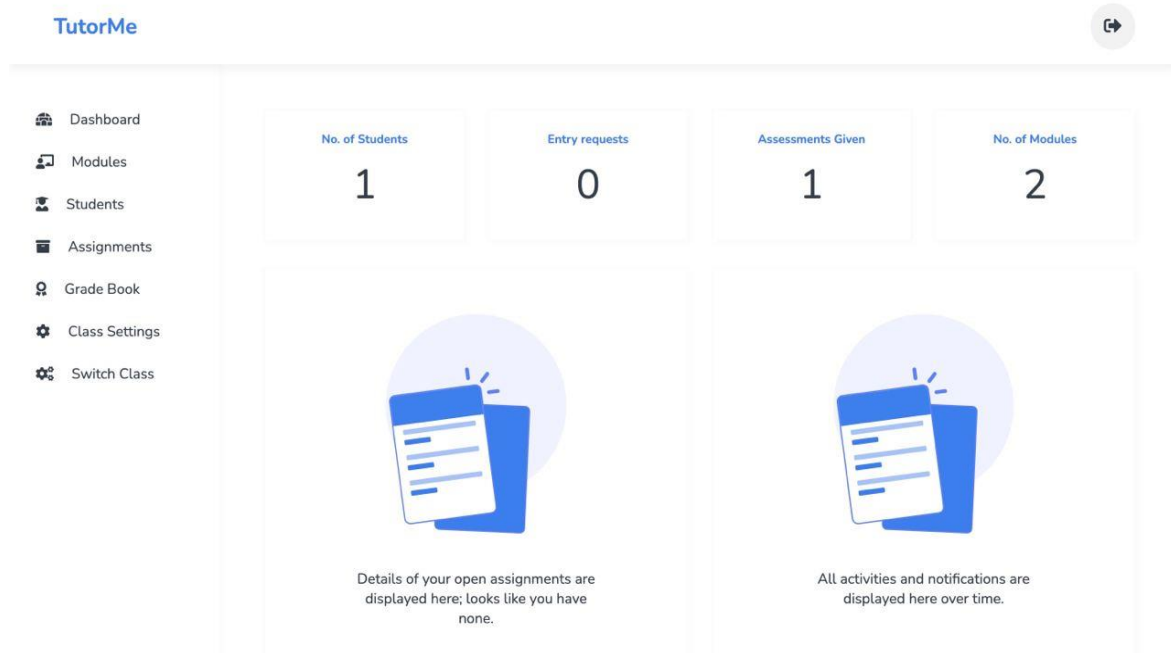 TutorMe
Dashboard
Modules
Students
Assignments
Grade Book
Class Settings
Switch Class
No. of Students
1
Entry requests
0
Assessments Given
1
No. of Modules
2
Details of your open assignments are
displayed here; looks like you have
none.
All activities and notifications are
displayed here over time.